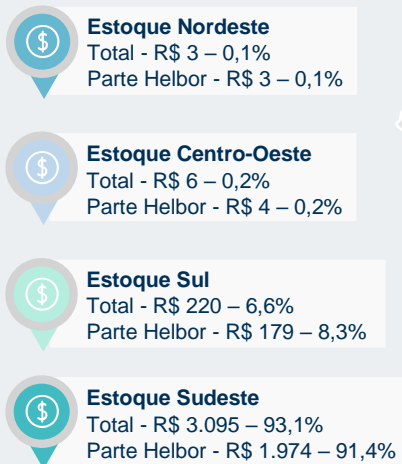 Estoque Nordeste
Total - R$ 3 – 0,1%
Parte Helbor - R$ 3 – 0,1%
Estoque Centro-Oeste
Total - R$ 6 – 0,2%
Parte Helbor - R$ 4 – 0,2%
Estoque Sul
Total - R$ 220 – 6,6%
Parte Helbor - R$ 179 – 8,3%
Estoque Sudeste
Total - R$ 3.095 – 93,1%
Parte Helbor - R$ 1.974 – 91,4%